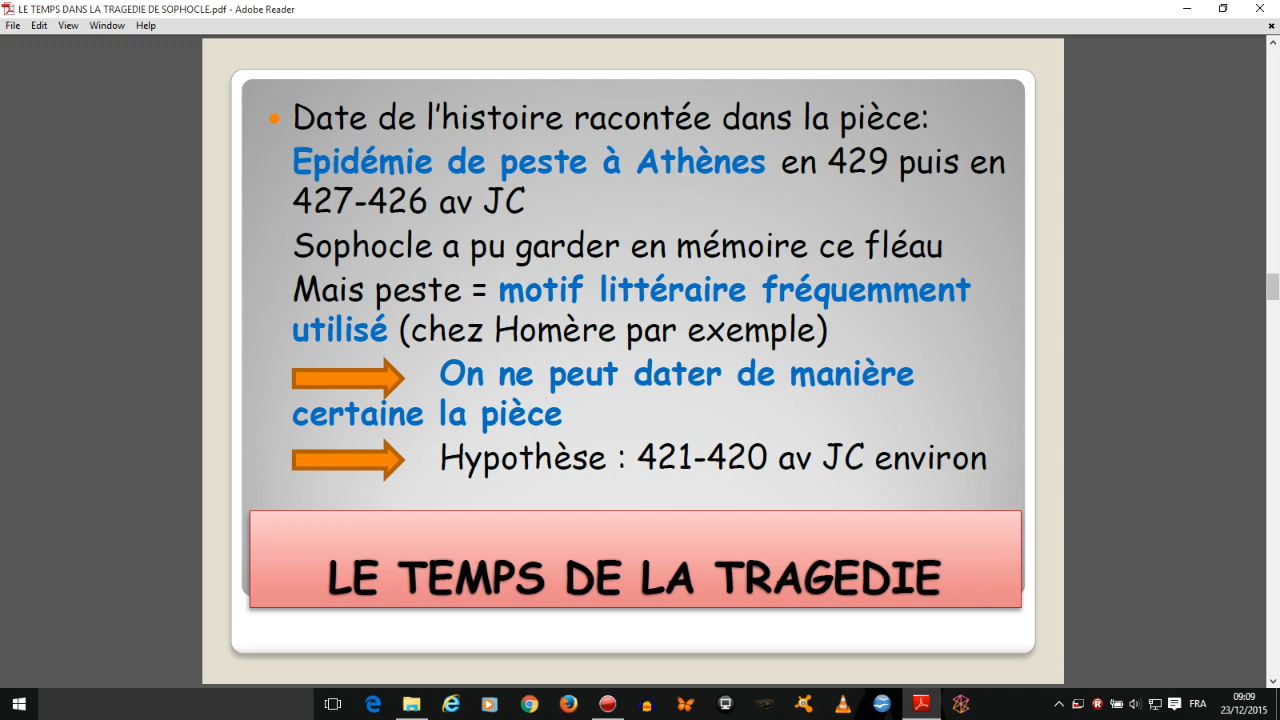 LE TEMPS DANS LA TRAGEDIE DE SOPHOCLE.pdf - Adobe Reader
File Edit View Window Help
Date de l'histoire racontée dans la pièce:
Epidémie de peste à Athènes en 429 puis en
427-426 av JC
Sophocle a pu garder en mémoire ce fléau
Mais peste = motif littéraire fréquemment
utilisé (chez Homère par exemple)
On ne peut dater de manière
certaine la pièce
Hypothèse : 421-420 av JC environ
LE TEMPS DE LA TRAGEDIE
FRA
09:09
23/12/2015